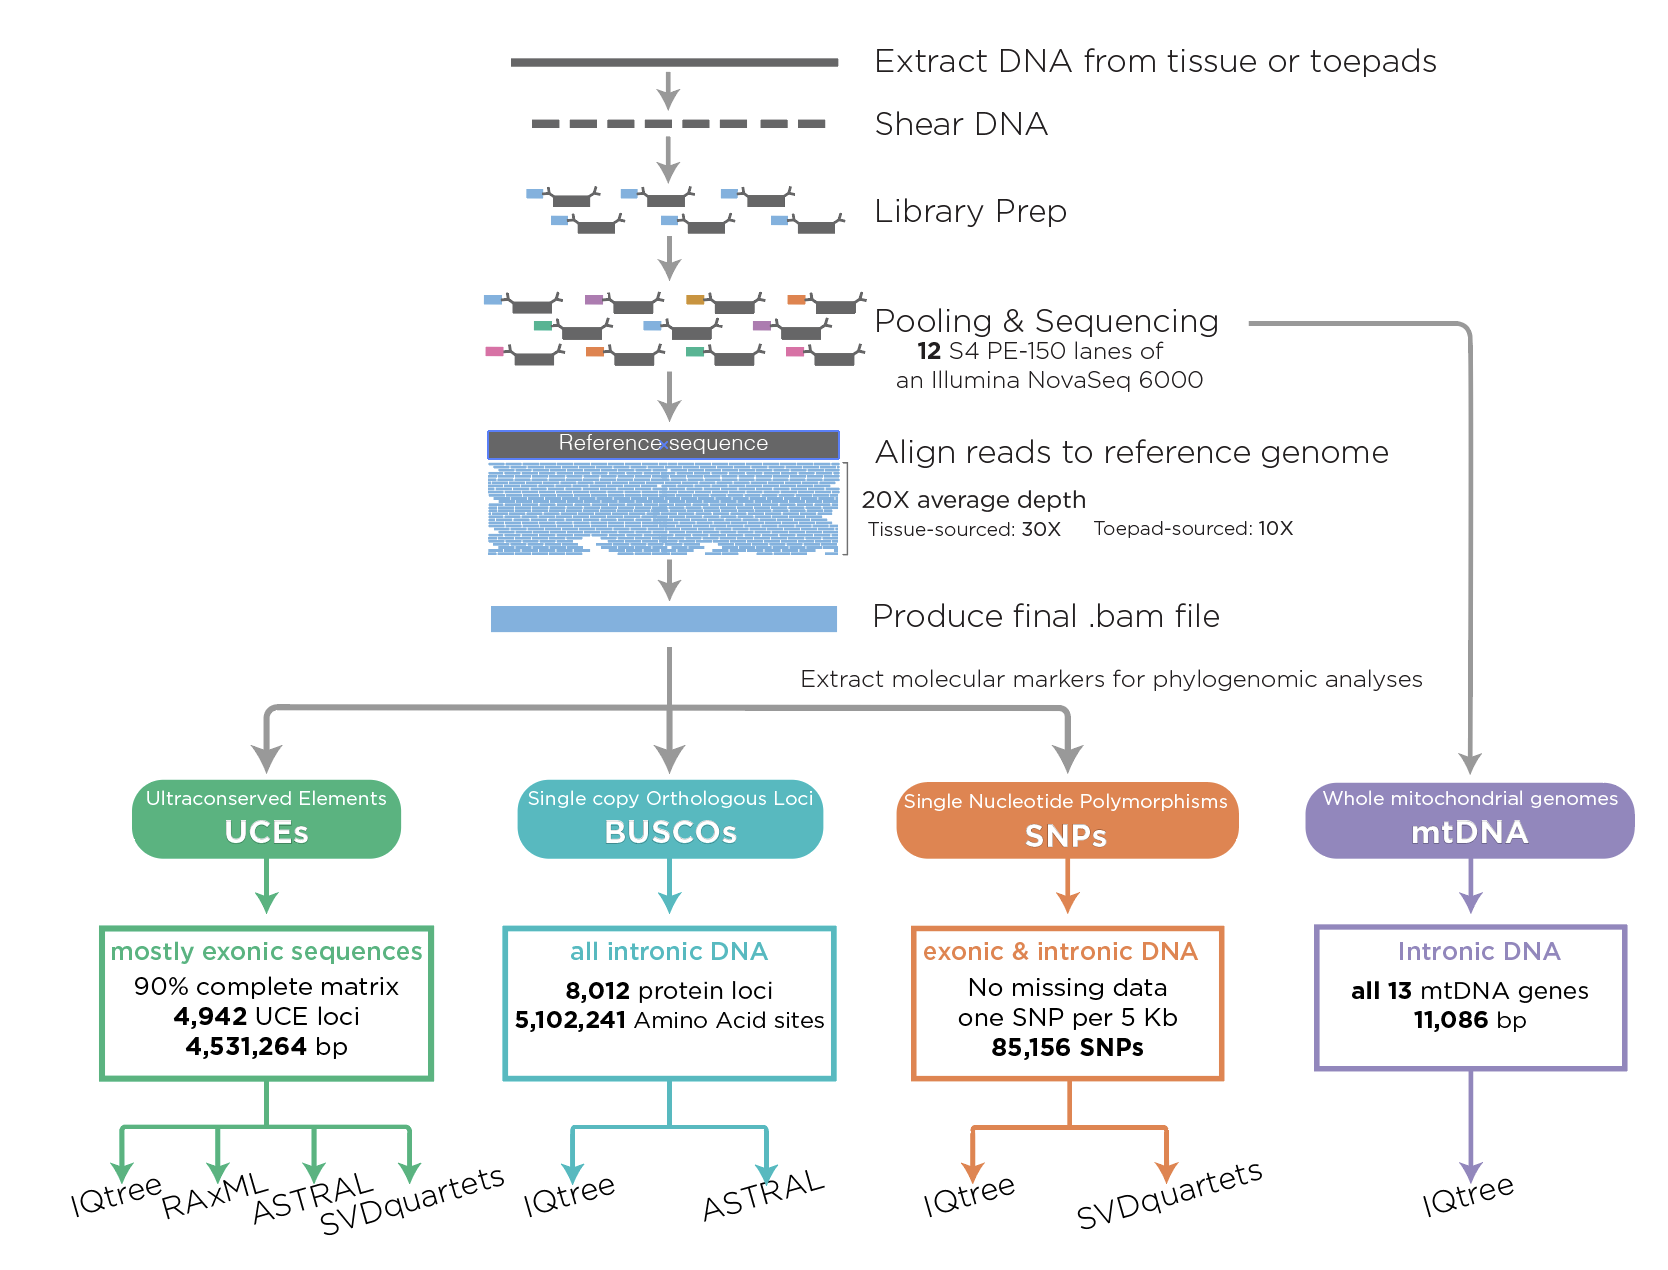 Extract DNA from tissue or toepads
Shear DNA
Library Prep
Pooling & Sequencing
12 S4 PE-150 lanes of
an Illumina NovaSeq 6000
Reference sequence
Align reads to reference genome
20X average depth
Tissue-sourced: 30X
Toepad-sourced: 10X
Produce final .bam file
Extract molecular markers for phylogenomic analyses
Ultraconserved Elements
UCEs
mostly exonic sequences
90% complete matrix
4,942 UCE loci
4,531,264 bp
IQtree
RAxML
ASTRAL
SVDquartets
Single copy Orthologous Loci
BUSCOs
all intronic DNA
8,012 protein loci
5,102,241 Amino Acid sites
IQtree
ASTRAL
Single Nucleotide Polymorphisms
SNPs
exonic & intronic DNA
No missing data
one SNP per 5 Kb
85,156 SNPs
IQtree
SVDquartets
Whole mitochondrial genomes
mtDNA
Intronic DNA
all 13 mtDNA genes
11,086 bp
IQtree